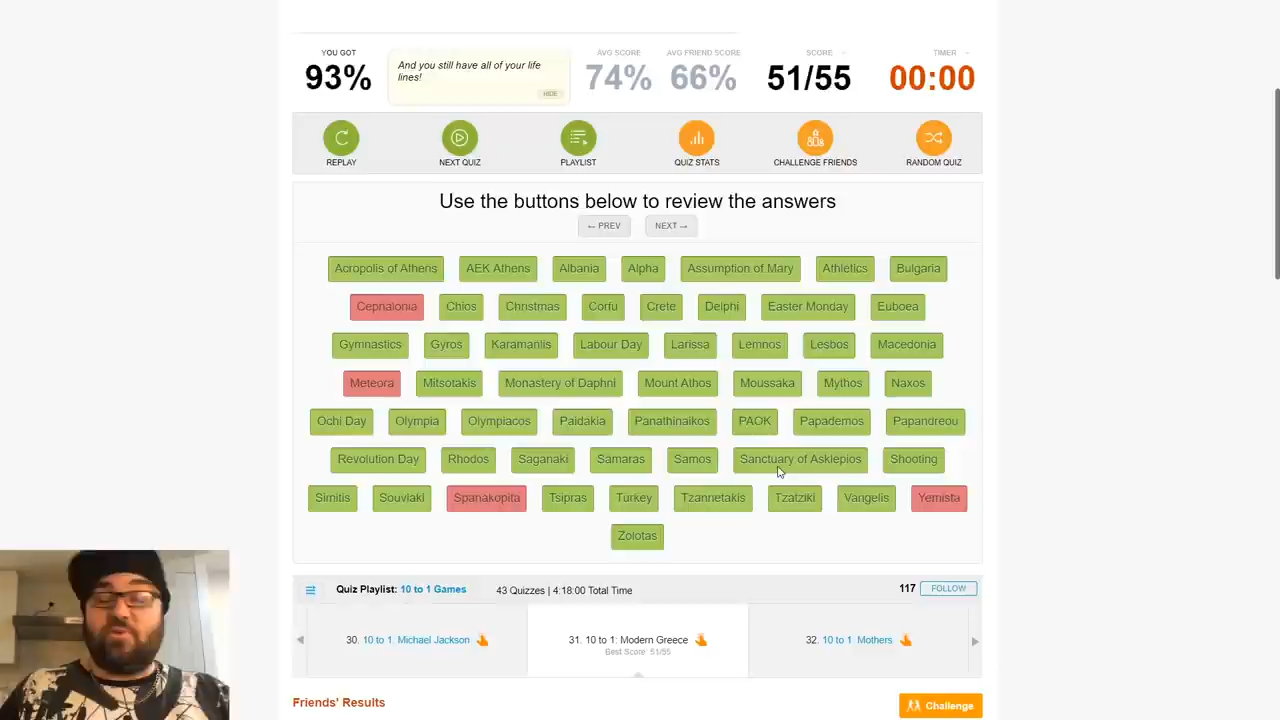 YOU GOT
93%
And you still have all of your life
lines!
HIDE
AVG SCORE
74%
AVG FRIEND SCORE
66%
SCORE
51/55
TIMER
00:00
REPLAY
NEXT QUIZ
PLAYLIST
QUIZ STATS
CHALLENGE FRIENDS
RANDOM QUIZ
Use the buttons below to review the answers
← PREV NEXT →
Acropolis of Athens AEK Athens Albania Alpha Assumption of Mary Athletics Bulgaria
Cephalonia Chios Christmas Corfu Crete Delphi Easter Monday Euboea
Gymnastics Gyros Karamanlis Labour Day Larissa Lemnos Lesbos Macedonia
Meteora Mitsotakis Monastery of Daphni Mount Athos Moussaka Mythos Naxos
Ochi Day Olympia Olympiacos Paidakia Panathinaikos PAOK Papademos Papandreou
Revolution Day Rhodos Saganaki Samaras Samos Sanctuary of Asklepios Shooting
Simitis Souvlaki Spanakopita Tsipras Turkey Tzannetakis Tzatziki Vangelis Yemista
Zolotas
Quiz Playlist: 10 to 1 Games 43 Quizzes | 4:18:00 Total Time 117 FOLLOW
30. 10 to 1: Michael Jackson
31. 10 to 1: Modern Greece
Best Score: 51/55
32. 10 to 1: Mothers
Friends' Results
Challenge